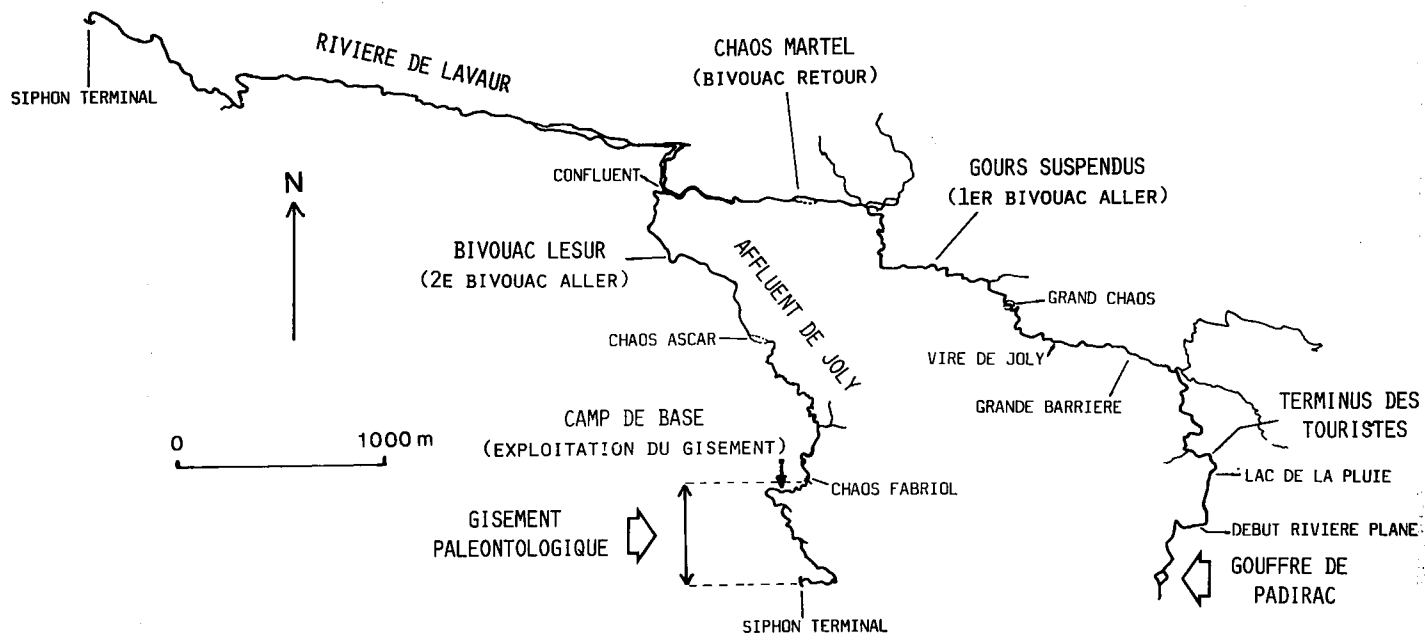 RIVIERE DE LAVAUR
SIPHON TERMINAL
CHAOS MARTEL
(BIVOUAC RETOUR)
N
CONFLUENT
GOURS SUSPENDUS
(1ER BIVOUAC ALLER)
BIVOUAC LESUR
(2E BIVOUAC ALLER)
AFFLUENT DE JOLY
GRAND CHAOS
CHAOS ASCAR
VIRE DE JOLY
GRANDE BARRIERE
TERMINUS DES
TOURISTES
CAMP DE BASE
(EXPLOITATION DU GISEMENT)
0 1000 m
LAC DE LA PLUIE
CHAOS FABRIOL
GISEMENT
PALEONTOLOGIQUE
DEBUT RIVIERE PLANE
GOUFFRE DE
PADIRAC
SIPHON TERMINAL